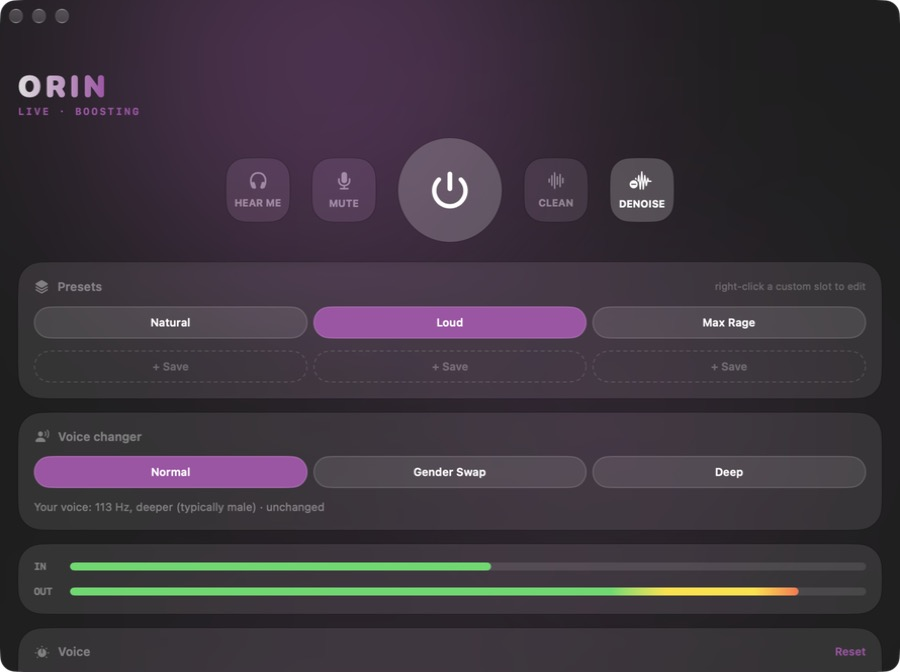 ORIN
LIVE · BOOSTING
HEAR ME
MUTE
CLEAN
DENOISE
Presets
right-click a custom slot to edit
Natural
Loud
Max Rage
+ Save
+ Save
+ Save
Voice changer
Normal
Gender Swap
Deep
Your voice: 113 Hz, deeper (typically male) · unchanged
IN
OUT
Voice
Reset